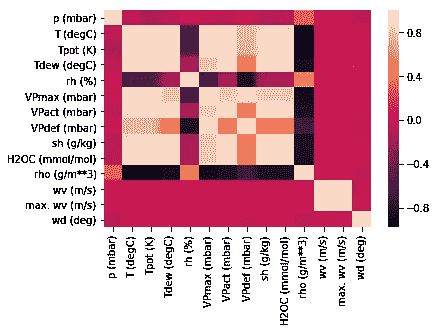 p (mbar)
T (degC)
Tpot (K)
Tdew (degC)
rh (%)
VPmax (mbar)
VPact (mbar)
VPdef (mbar)
sh (g/kg)
H2OC (mmol/mol)
rho (g/m**3)
wv (m/s)
max. wv (m/s)
wd (deg)
p (mbar)
T (degC)
Tpot (K)
Tdew (degC)
rh (%)
VPmax (mbar)
VPact (mbar)
VPdef (mbar)
sh (g/kg)
H2OC (mmol/mol)
rho (g/m**3)
wv (m/s)
max. wv (m/s)
wd (deg)
0.8
0.4
0.0
−0.4
−0.8